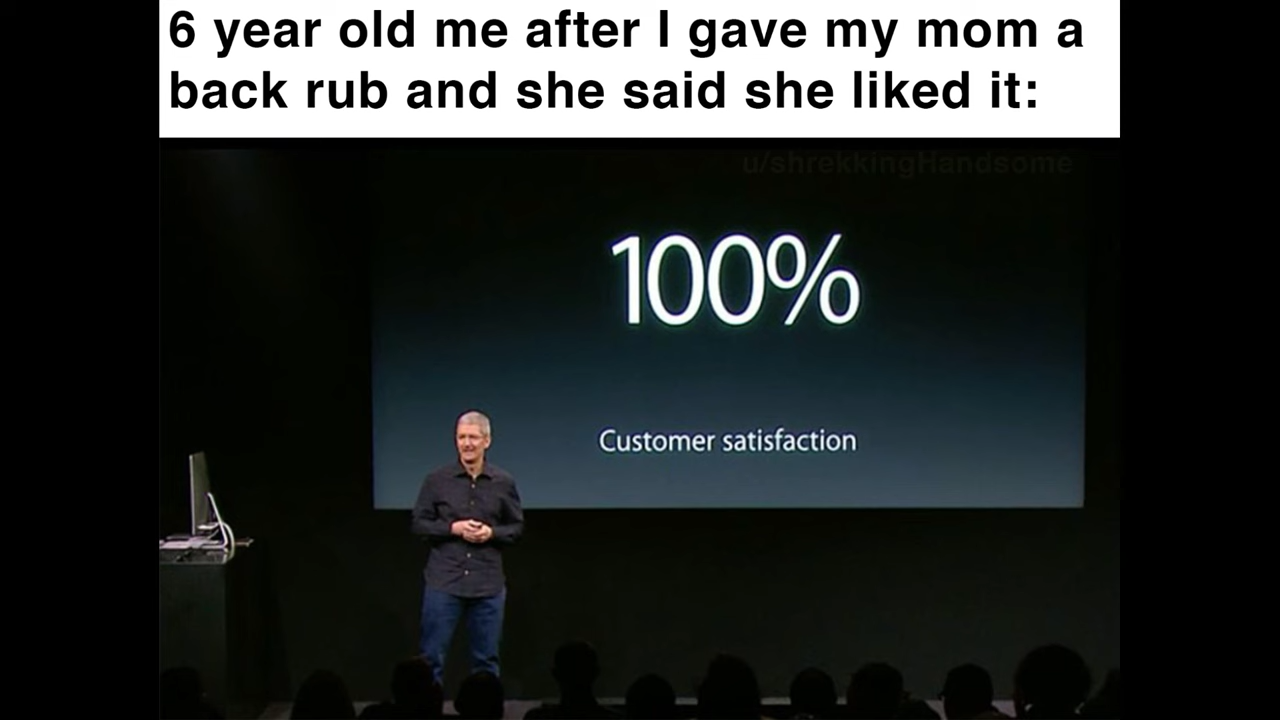 6 year old me after I gave my mom a
back rub and she said she liked it:
u/shrekkingHandsome
100%
Customer satisfaction